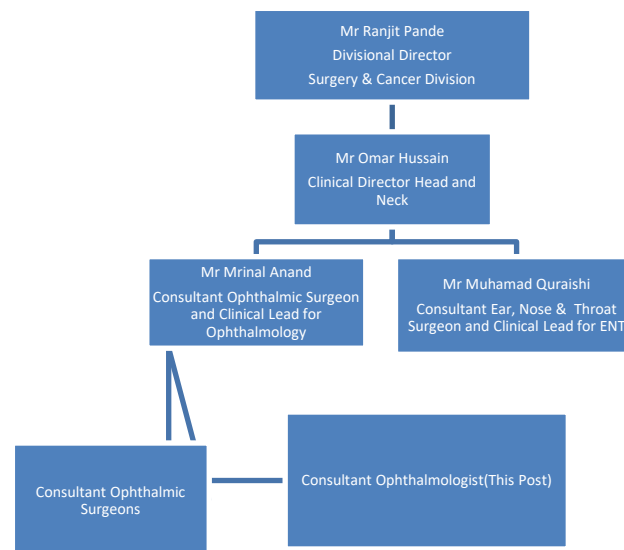 Mr Ranjit Pande
Divisional Director
Surgery & Cancer Division
Mr Omar Hussain
Clinical Director Head and
Neck
Mr Mrinal Anand
Consultant Ophthalmic Surgeon
and Clinical Lead for
Ophthalmology
Mr Muhamad Quraishi
Consultant Ear, Nose & Throat
Surgeon and Clinical Lead for ENT
Consultant Ophthalmic
Surgeons
Consultant Ophthalmologist(This Post)